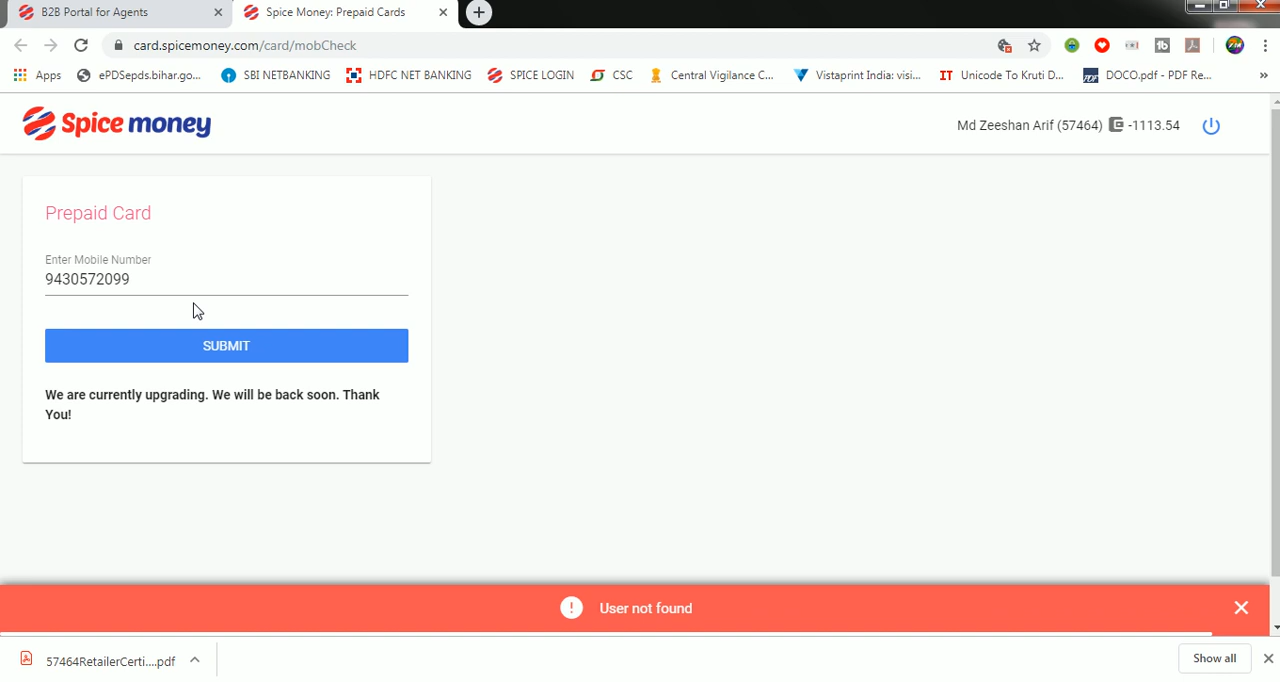 B2B Portal for Agents
Spice Money: Prepaid Cards
card.spicemoney.com/card/mobCheck
Apps
ePDSepds.bihar.go...
SBI NETBANKING
HDFC NET BANKING
SPICE LOGIN
CSC
Central Vigilance C...
Vistaprint India: visi...
IT Unicode To Kruti D...
DOCO.pdf - PDF Re...
»
Spice money
Md Zeeshan Arif (57464) -1113.54
Prepaid Card
Enter Mobile Number
9430572099
SUBMIT
We are currently upgrading. We will be back soon. Thank
You!
User not found
57464RetailerCerti....pdf
Show all